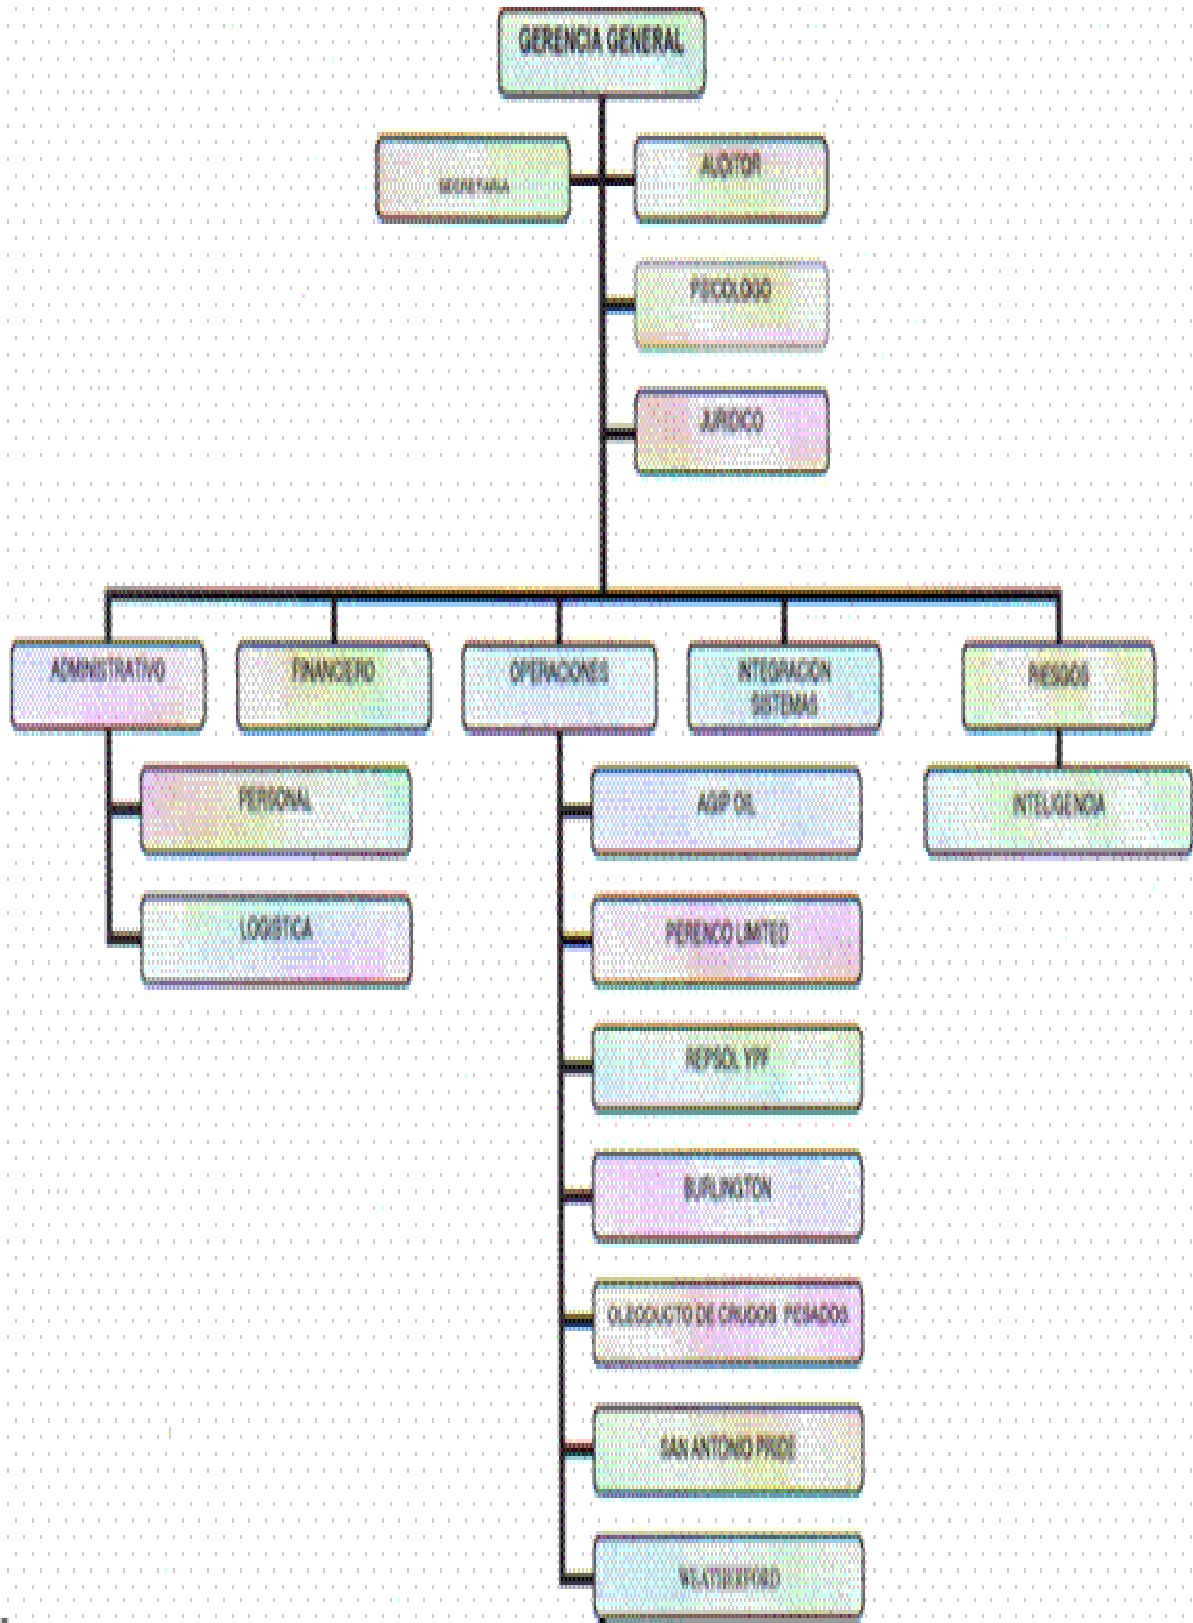 GERENCIA GENERAL
SECRETARIA
AUDITOR
PSICOLOGO
JURIDICO
ADMINISTRATIVO
FINANCIERO
OPERACIONES
INTEGRACION
SISTEMAS
RIESGOS
PERSONAL
AGIP OIL
INTELIGENCIA
LOGISTICA
PERENCO LIMITED
REPSOL YPF
BURLINGTON
OLEODUCTO DE CRUDOS PESADOS
SAN ANTONIO PRIDE
WEATHERFORD